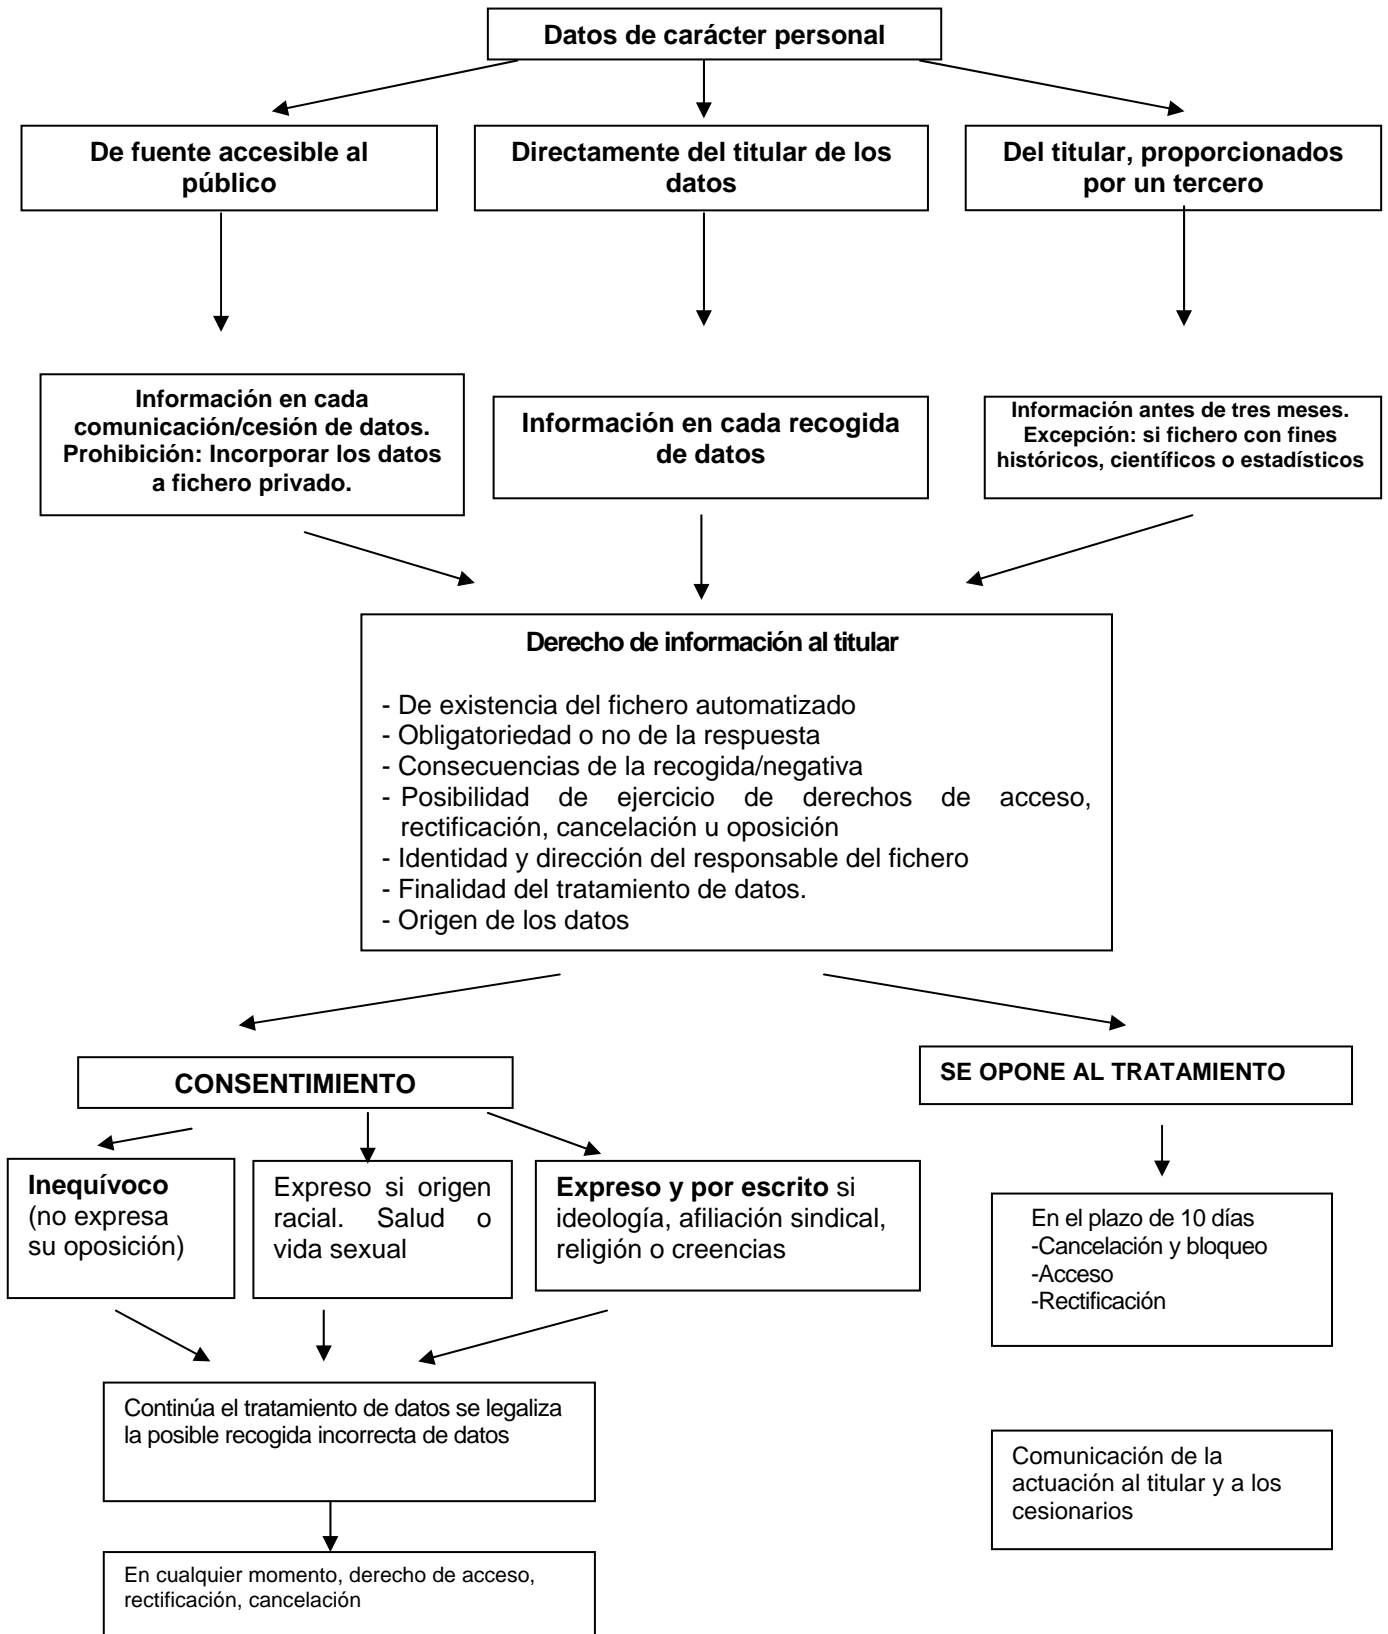 Datos de carácter personal
De fuente accesible al
público
Directamente del titular de los
datos
Del titular, proporcionados
por un tercero
Información en cada
comunicación/cesión de datos.
Prohibición: Incorporar los datos
a fichero privado.
Información en cada recogida
de datos
Información antes de tres meses.
Excepción: si fichero con fines
históricos, científicos o estadísticos
Derecho de información al titular
- De existencia del fichero automatizado
- Obligatoriedad o no de la respuesta
- Consecuencias de la recogida/negativa
- Posibilidad de ejercicio de derechos de acceso,
rectificación, cancelación u oposición
- Identidad y dirección del responsable del fichero
- Finalidad del tratamiento de datos.
- Origen de los datos
CONSENTIMIENTO
SE OPONE AL TRATAMIENTO
Inequívoco
(no expresa
su oposición)
Expreso si origen
racial. Salud o
vida sexual
Expreso y por escrito si
ideología, afiliación sindical,
religión o creencias
En el plazo de 10 días
-Cancelación y bloqueo
-Acceso
-Rectificación
Continúa el tratamiento de datos se legaliza
la posible recogida incorrecta de datos
Comunicación de la
actuación al titular y a los
cesionarios
En cualquier momento, derecho de acceso,
rectificación, cancelación